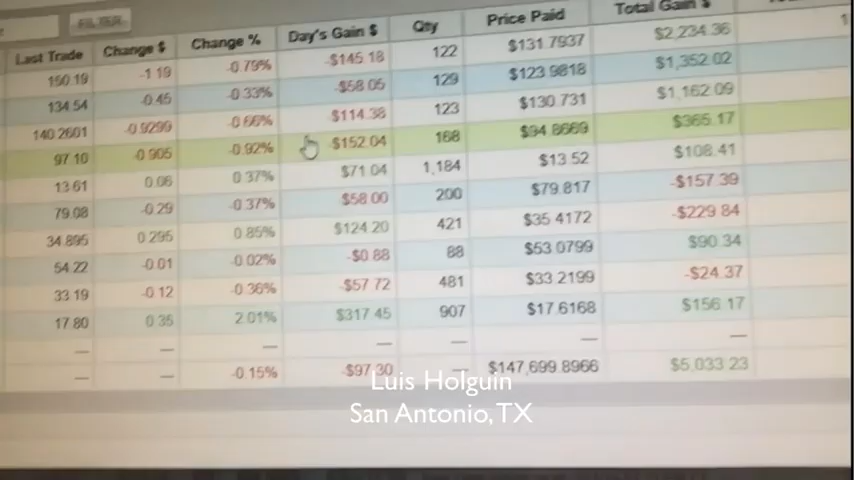 FILTER
Last Trade Change $ Change % Day's Gain $ Qty Price Paid Total Gain $
150.19 -1.19 -0.79% -$145.18 122 $131.7937 $2,234.36
134.54 -0.45 -0.33% -$58.05 129 $123.9818 $1,352.02
140.2601 -0.9299 -0.66% -$114.38 123 $130.731 $1,162.09
97.10 -0.905 -0.92% -$152.04 168 $94.8669 $365.17
13.61 0.06 0.37% $71.04 1,184 $13.52 $108.41
79.08 -0.29 -0.37% -$58.00 200 $79.817 -$157.39
34.895 0.295 0.85% $124.20 421 $35.4172 -$229.84
54.22 -0.01 -0.02% -$0.88 88 $53.0799 $90.34
33.19 -0.12 -0.36% -$57.72 481 $33.2199 -$24.37
17.80 0.35 2.01% $317.45 907 $17.6168 $156.17
— — — — — — —
— — -0.15% -$97.30 — $147,699.8966 $5,033.23
Luis Holguin
San Antonio, TX